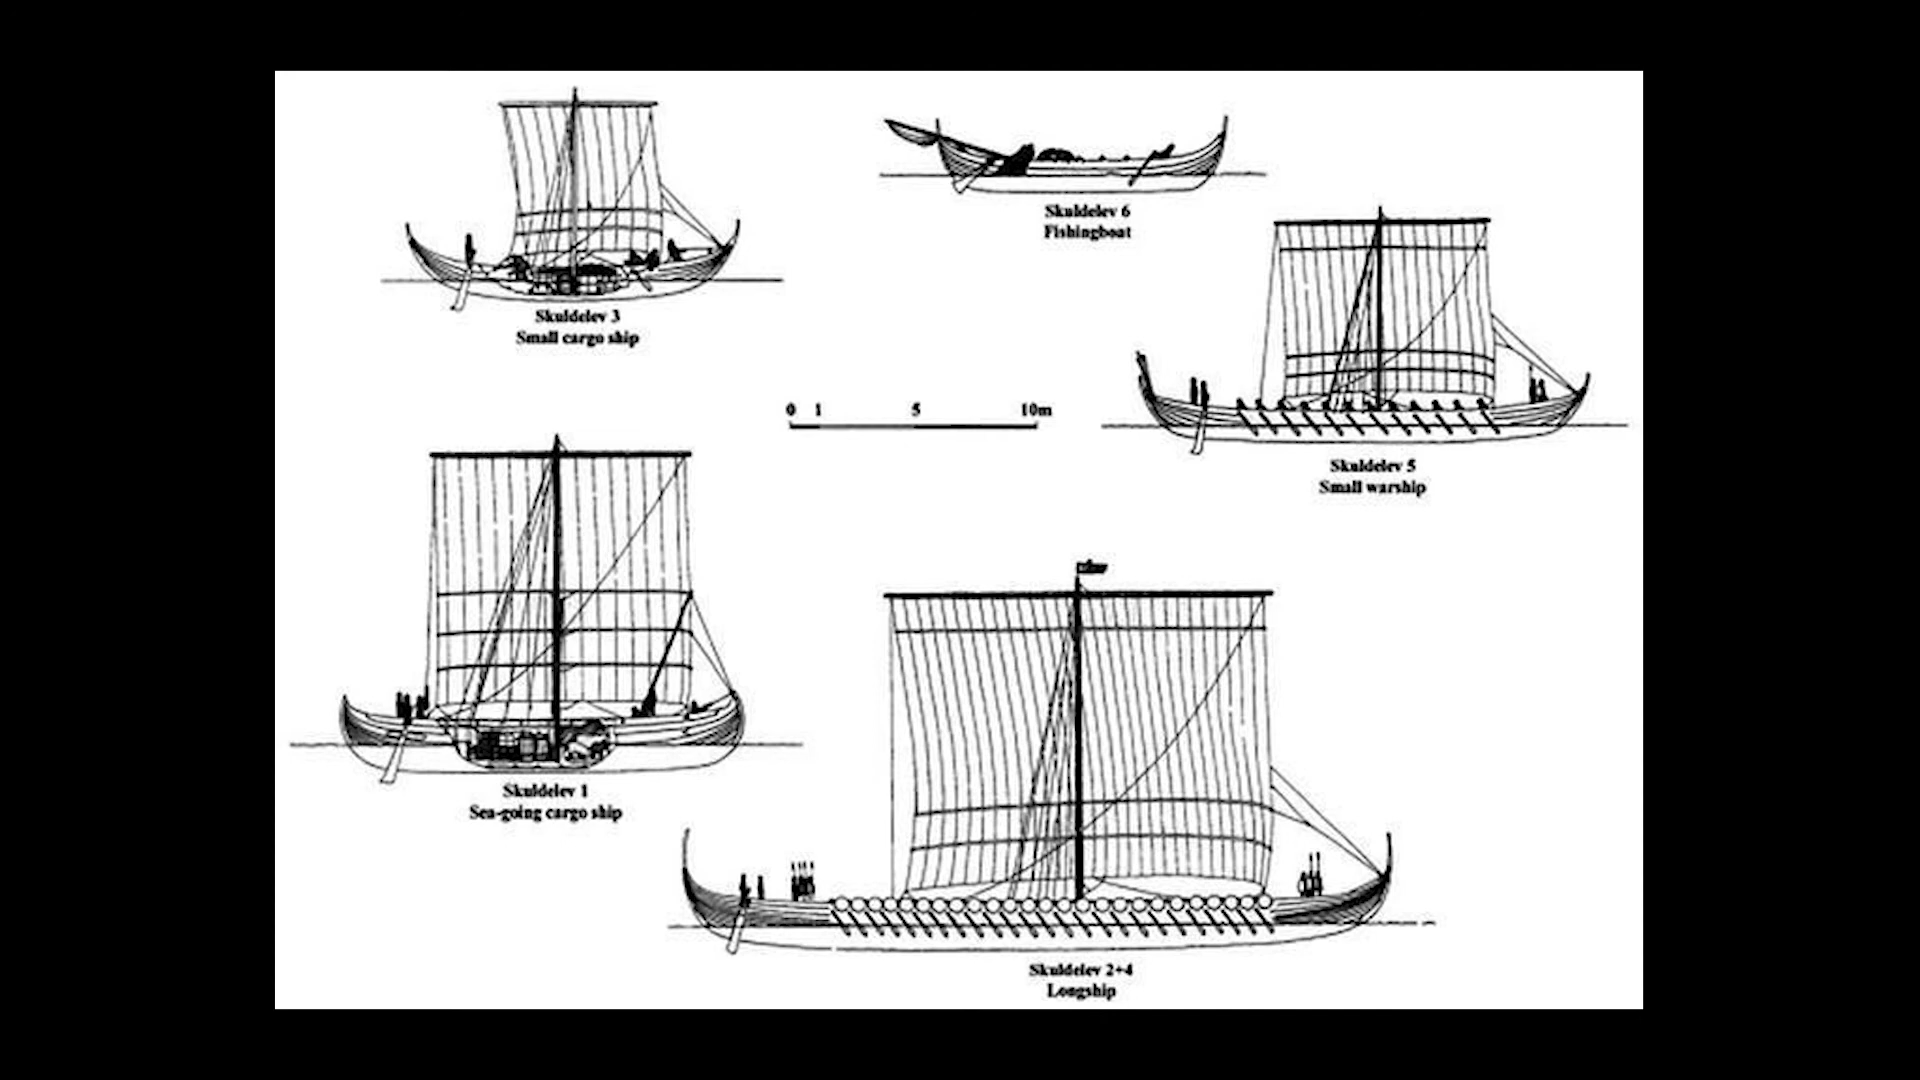 Skuldelev 3
Small cargo ship
Skuldelev 6
Fishingboat
0 1 5 10m
Skuldelev 5
Small warship
Skuldelev 1
Sea-going cargo ship
Skuldelev 2+4
Longship